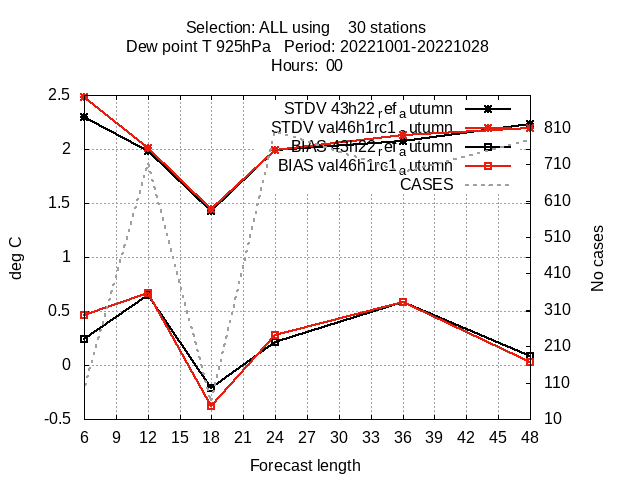 Selection: ALL using 30 stations
Dew point T 925hPa Period: 20221001-20221028
Hours: 00
STDV 43h22_ref_autumn
STDV val46h1rc1_autumn
BIAS 43h22_ref_autumn
BIAS val46h1rc1_autumn
CASES
2.5
2
1.5
1
0.5
0
-0.5
deg C
810
710
610
510
410
310
210
110
10
No cases
6 9 12 15 18 21 24 27 30 33 36 39 42 45 48
Forecast length